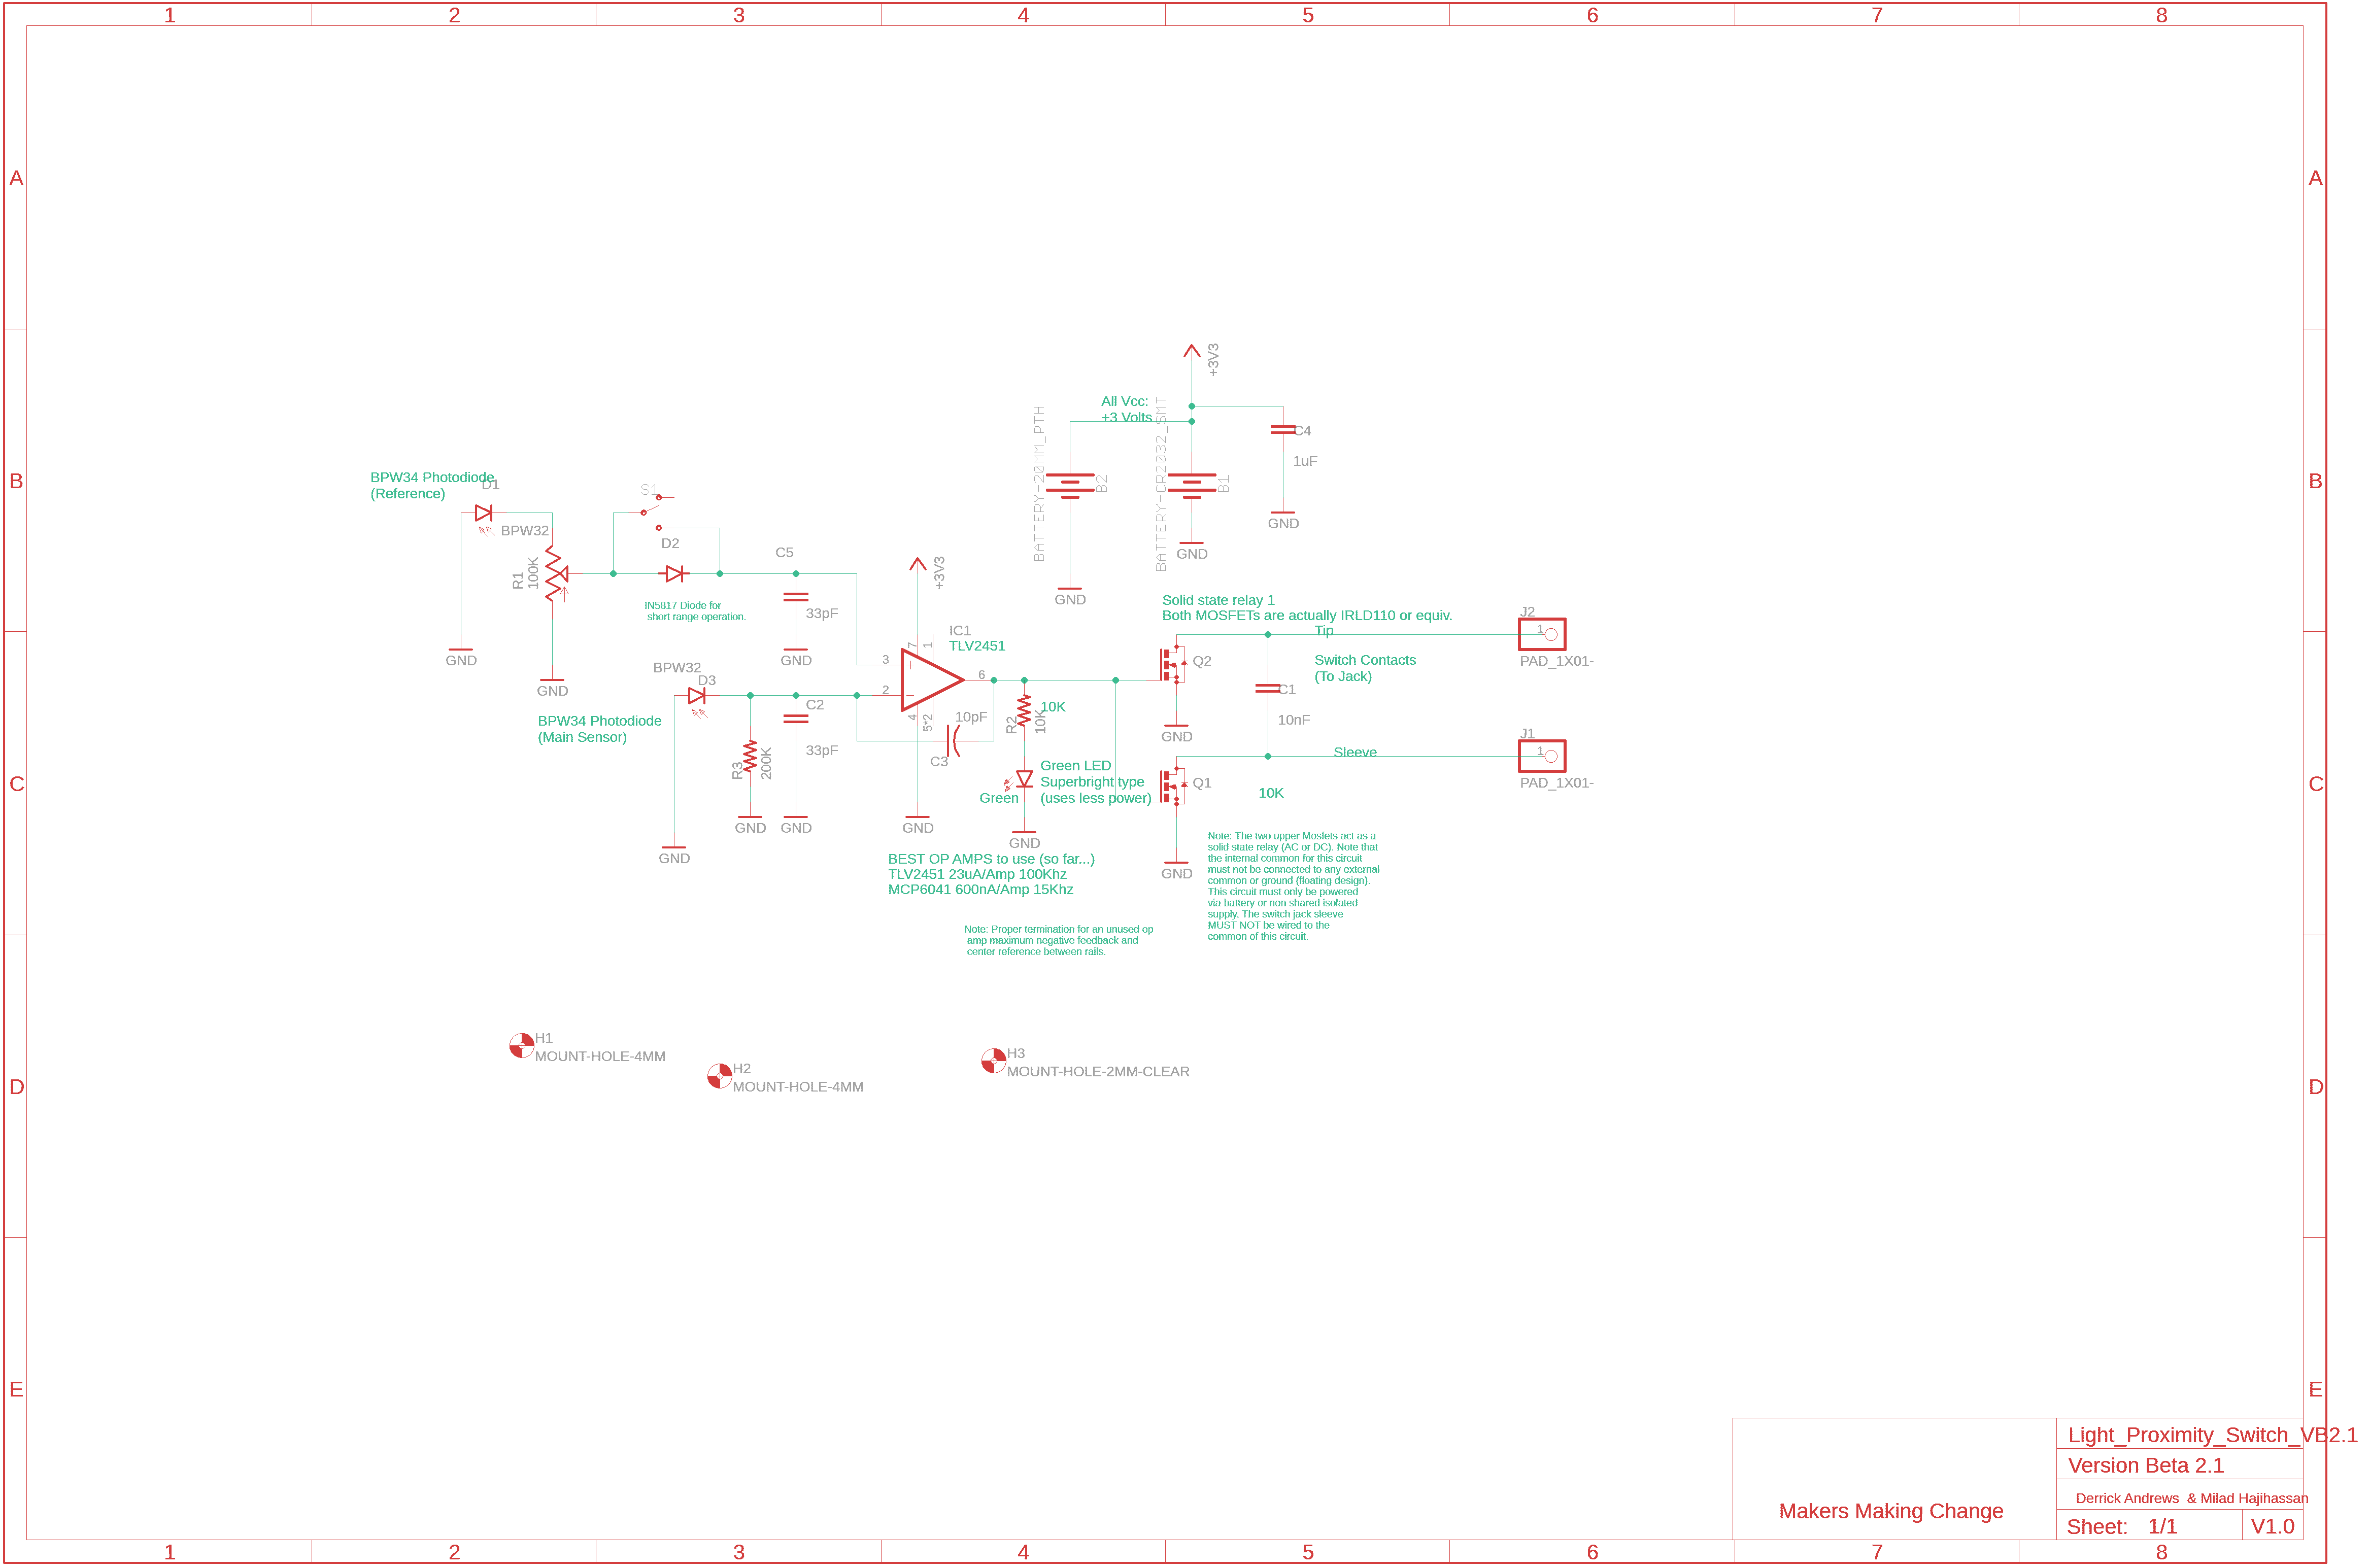 1 2 3 4 5 6 7 8
A A
B B
C C
D D
E E
+3V3
All Vcc:
+3 Volts
BATTERY-20MM_PTH
B2
GND
BATTERY-CR2032_SMT
B1
GND
C4
1uF
GND
BPW34 Photodiode
(Reference)
D1
BPW32
GND
R1
100K
GND
S1
D2
IN5817 Diode for
short range operation.
C5
33pF
GND
+3V3
IC1
TLV2451
3
2
7
1
6
4
5*2
+
−
GND
BPW32
D3
BPW34 Photodiode
(Main Sensor)
GND
R3
200K
GND
C2
33pF
GND
10pF
C3
R2
10K
10K
Green LED
Superbright type
(uses less power)
Green
GND
BEST OP AMPS to use (so far...)
TLV2451 23uA/Amp 100Khz
MCP6041 600nA/Amp 15Khz
Note: Proper termination for an unused op
amp maximum negative feedback and
center reference between rails.
Solid state relay 1
Both MOSFETs are actually IRLD110 or equiv.
Tip
Q2
GND
Switch Contacts
(To Jack)
C1
10nF
Sleeve
Q1
10K
GND
J2
1
PAD_1X01-
J1
1
PAD_1X01-
Note: The two upper Mosfets act as a
solid state relay (AC or DC). Note that
the internal common for this circuit
must not be connected to any external
common or ground (floating design).
This circuit must only be powered
via battery or non shared isolated
supply. The switch jack sleeve
MUST NOT be wired to the
common of this circuit.
H1
MOUNT-HOLE-4MM
H2
MOUNT-HOLE-4MM
H3
MOUNT-HOLE-2MM-CLEAR
Makers Making Change
Light_Proximity_Switch_VB2.1
Version Beta 2.1
Derrick Andrews & Milad Hajihassan
Sheet: 1/1 V1.0
1 2 3 4 5 6 7 8